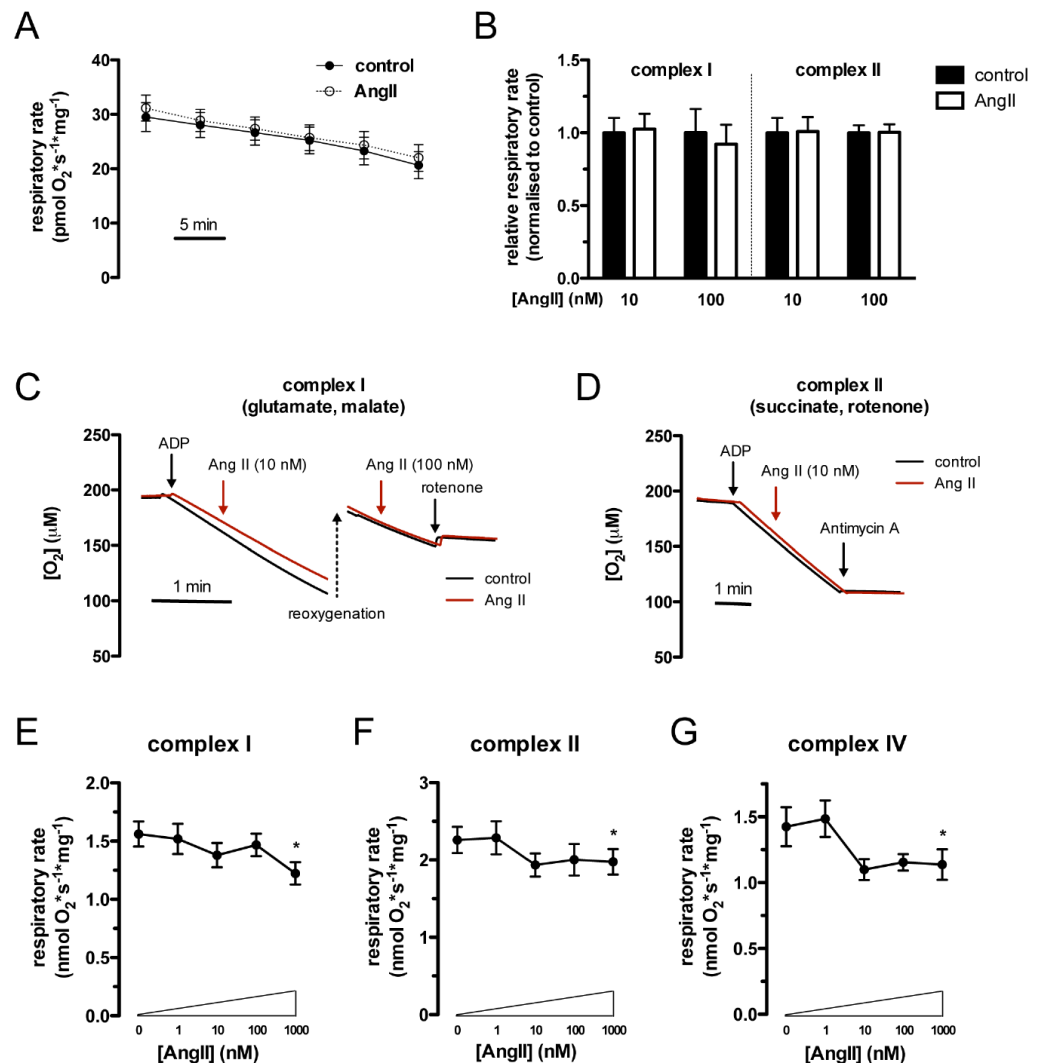 A
control
AngII
40
30
20
10
0
respiratory rate
(pmol O2*s-1*mg-1)
5 min
B
complex I
complex II
control
AngII
1.5
1.0
0.5
0.0
relative respiratory rate
(normalised to control)
[AngII] (nM)
10
100
10
100
C
complex I
(glutamate, malate)
250
200
150
100
50
[O2] (μM)
ADP
Ang II (10 nM)
Ang II (100 nM)
rotenone
1 min
reoxygenation
control
Ang II
D
complex II
(succinate, rotenone)
250
200
150
100
50
[O2] (μM)
ADP
Ang II (10 nM)
Antimycin A
control
Ang II
1 min
E
complex I
2.0
1.5
1.0
0.5
0.0
respiratory rate
(nmol O2*s-1*mg-1)
*
0 1 10 100 1000
[AngII] (nM)
F
complex II
3
2
1
0
respiratory rate
(nmol O2*s-1*mg-1)
*
0 1 10 100 1000
[AngII] (nM)
G
complex IV
1.5
1.0
1.5
0.0
respiratory rate
(nmol O2*s-1*mg-1)
*
0 1 10 100 1000
[AngII] (nM)